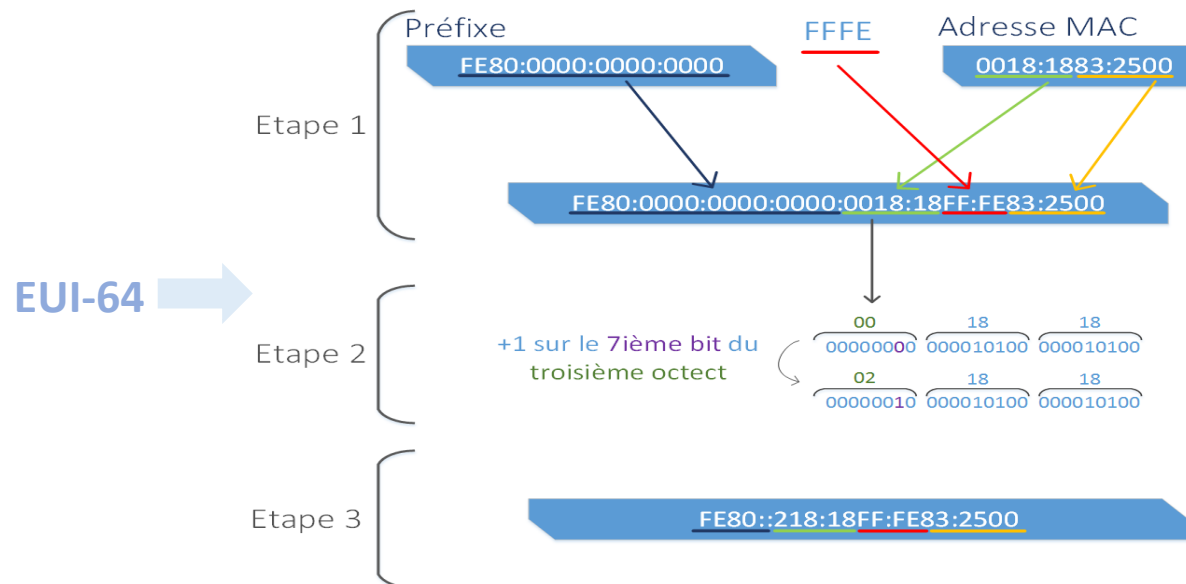 Préfixe
FFFE
Adresse MAC
FE80:0000:0000:0000
0018:1883:2500
Etape 1
FE80:0000:0000:0000:0018:18FF:FE83:2500
EUI-64
Etape 2
+1 sur le 7ième bit du
troisième octect
00 18 18
00000000 000010100 000010100
02 18 18
00000010 000010100 000010100
Etape 3
FE80::218:18FF:FE83:2500